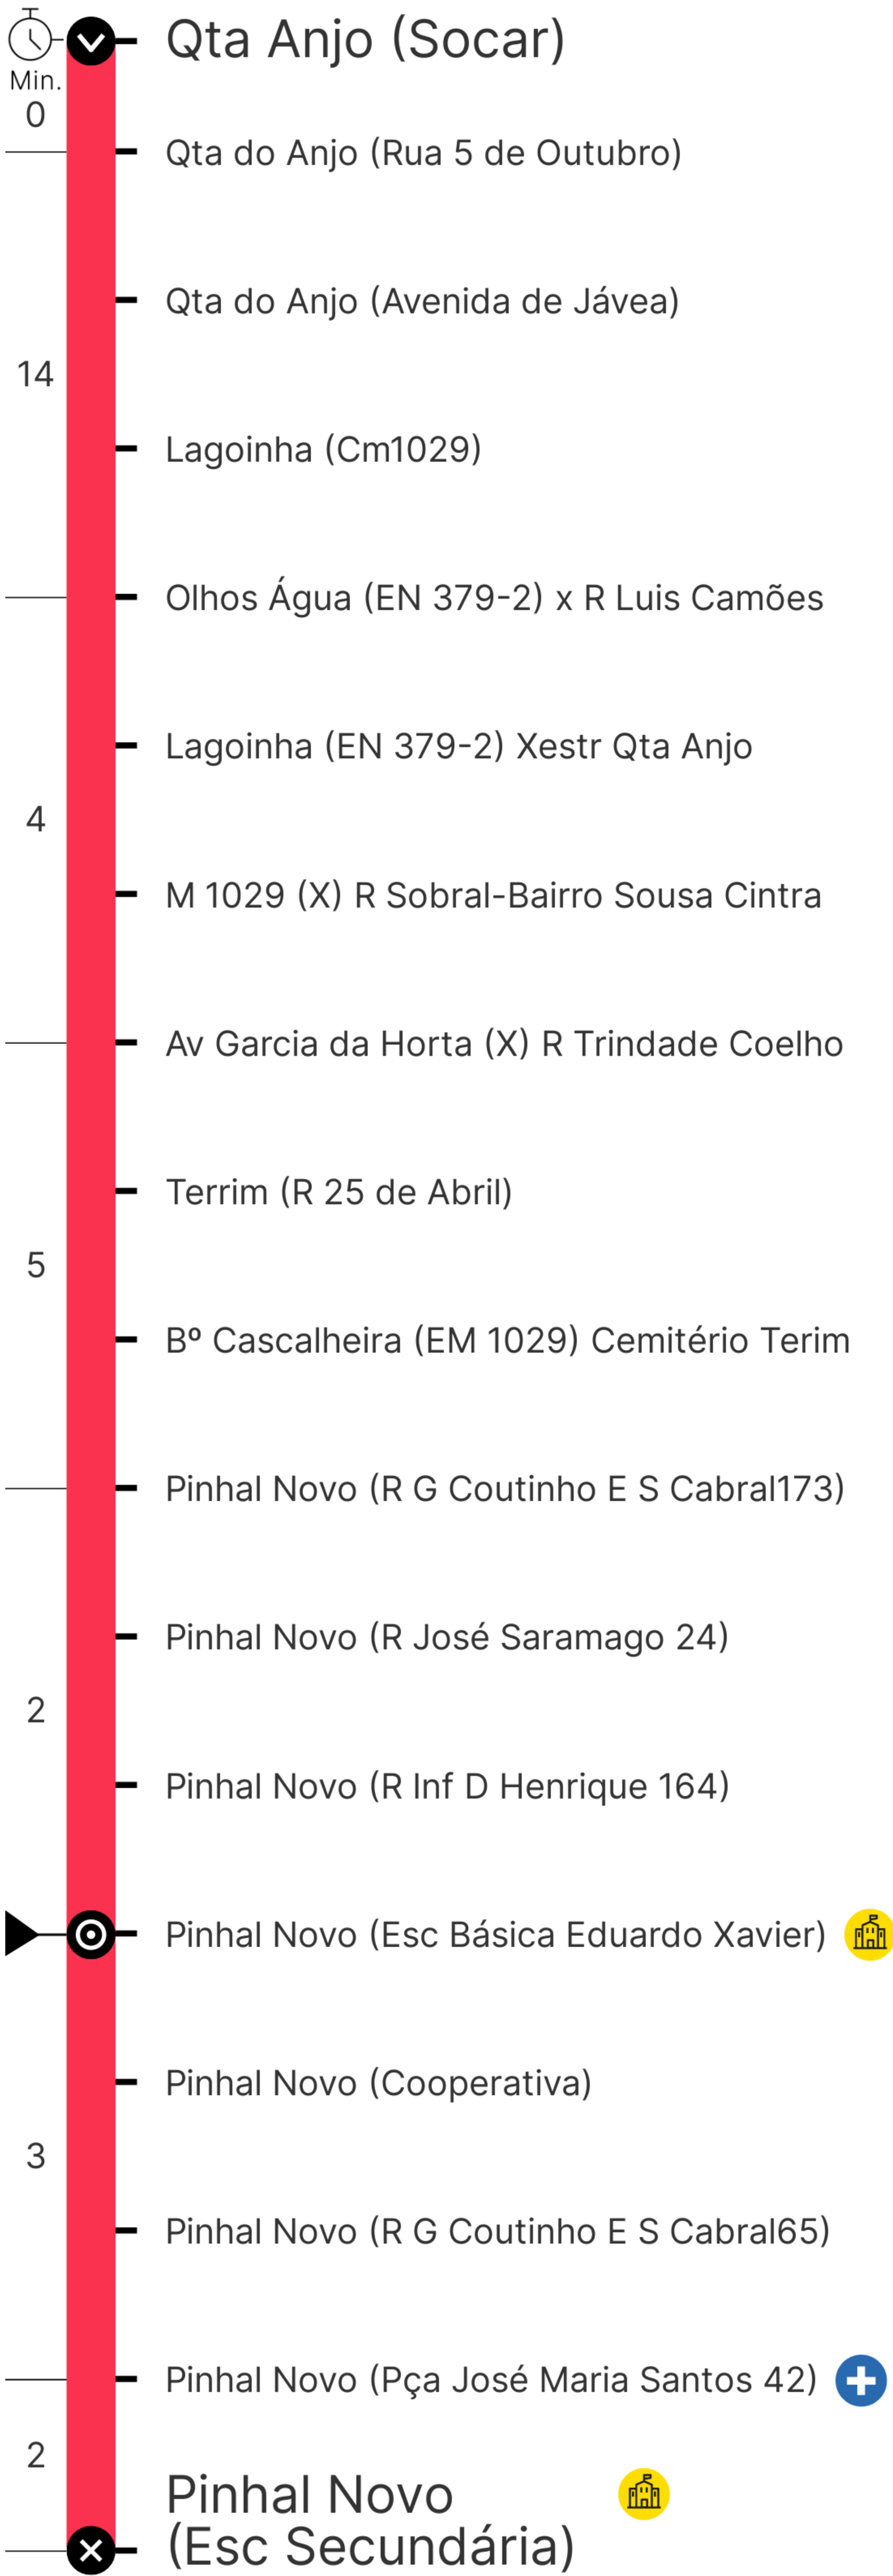 Qta Anjo (Socar)
Min.
0
Qta do Anjo (Rua 5 de Outubro)
Qta do Anjo (Avenida de Jávea)
14
Lagoinha (Cm1029)
Olhos Água (EN 379-2) x R Luis Camões
Lagoinha (EN 379-2) Xestr Qta Anjo
4
M 1029 (X) R Sobral-Bairro Sousa Cintra
Av Garcia da Horta (X) R Trindade Coelho
Terrim (R 25 de Abril)
5
Bº Cascalheira (EM 1029) Cemitério Terim
Pinhal Novo (R G Coutinho E S Cabral173)
Pinhal Novo (R José Saramago 24)
2
Pinhal Novo (R Inf D Henrique 164)
Pinhal Novo (Esc Básica Eduardo Xavier)
Pinhal Novo (Cooperativa)
3
Pinhal Novo (R G Coutinho E S Cabral65)
Pinhal Novo (Pça José Maria Santos 42)
2
Pinhal Novo
(Esc Secundária)